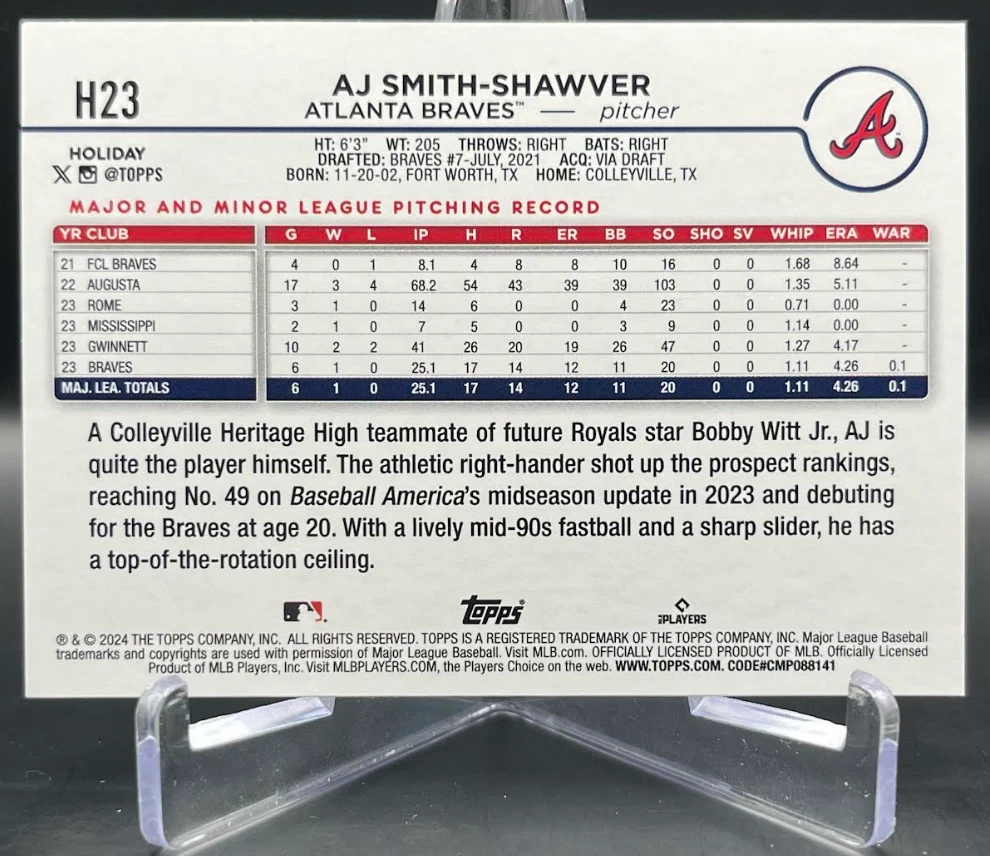 H23
AJ SMITH-SHAWVER
ATLANTA BRAVES™ — pitcher
A
HOLIDAY
@TOPPS
HT: 6'3" WT: 205 THROWS: RIGHT BATS: RIGHT
DRAFTED: BRAVES #7-JULY, 2021 ACQ: VIA DRAFT
BORN: 11-20-02, FORT WORTH, TX HOME: COLLEYVILLE, TX
MAJOR AND MINOR LEAGUE PITCHING RECORD
YR CLUB G W L IP H R ER BB SO SHO SV WHIP ERA WAR
21 FCL BRAVES 4 0 1 8.1 4 8 8 10 16 0 0 1.68 8.64 -
22 AUGUSTA 17 3 4 68.2 54 43 39 39 103 0 0 1.35 5.11 -
23 ROME 3 1 0 14 6 0 0 4 23 0 0 0.71 0.00 -
23 MISSISSIPPI 2 1 0 7 5 0 0 3 9 0 0 1.14 0.00 -
23 GWINNETT 10 2 2 41 26 20 19 26 47 0 0 1.27 4.17 -
23 BRAVES 6 1 0 25.1 17 14 12 11 20 0 0 1.11 4.26 0.1
MAJ. LEA. TOTALS 6 1 0 25.1 17 14 12 11 20 0 0 1.11 4.26 0.1
A Colleyville Heritage High teammate of future Royals star Bobby Witt Jr., AJ is
quite the player himself. The athletic right-hander shot up the prospect rankings,
reaching No. 49 on Baseball America's midseason update in 2023 and debuting
for the Braves at age 20. With a lively mid-90s fastball and a sharp slider, he has
a top-of-the-rotation ceiling.
Topps®
PLAYERS
® & © 2024 THE TOPPS COMPANY, INC. ALL RIGHTS RESERVED. TOPPS IS A REGISTERED TRADEMARK OF THE TOPPS COMPANY, INC. Major League Baseball
trademarks and copyrights are used with permission of Major League Baseball. Visit MLB.com. OFFICIALLY LICENSED PRODUCT OF MLB. Officially Licensed
Product of MLB Players, Inc. Visit MLBPLAYERS.COM, the Players Choice on the web. WWW.TOPPS.COM. CODE#CMP088141